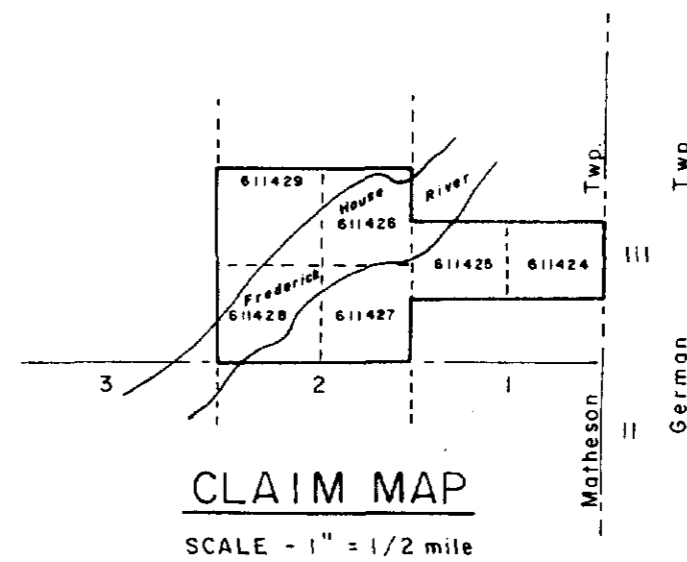 Twp.
Twp.
611429
House
River
611426
611425
611424
III
Frederick
611428
611427
3
2
1
Matheson
II
German
CLAIM MAP
SCALE - 1" = 1/2 mile